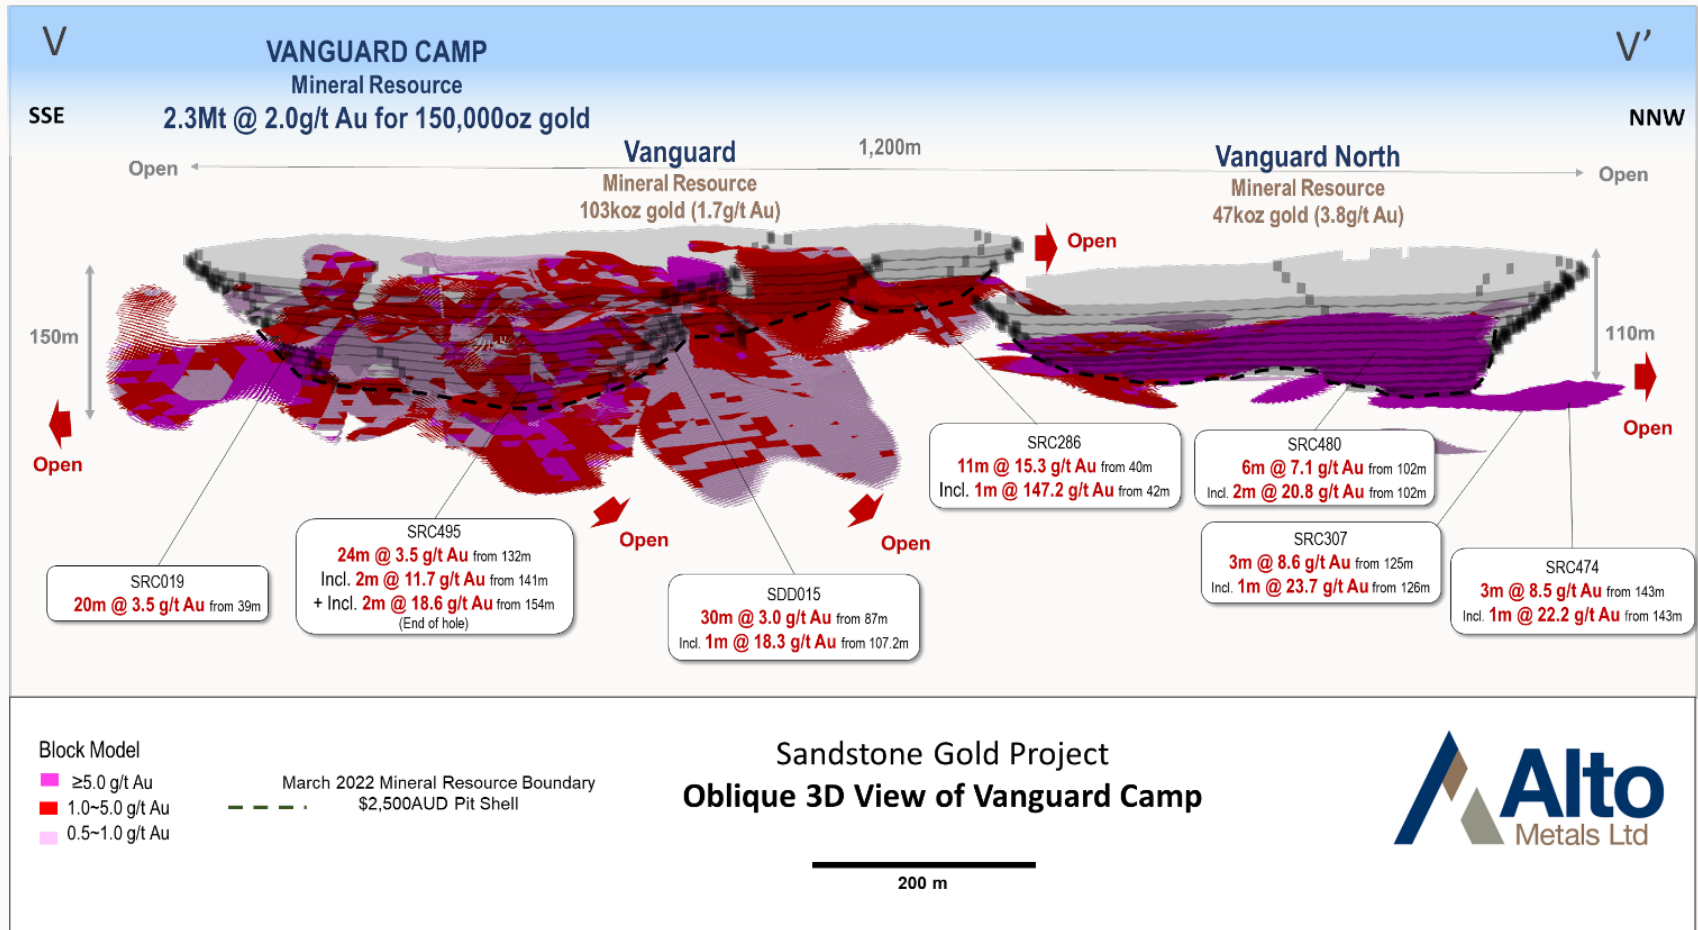 V
V’
VANGUARD CAMP
Mineral Resource
2.3Mt @ 2.0g/t Au for 150,000oz gold
SSE
NNW
Open
1,200m
Open
Vanguard
Mineral Resource
103koz gold (1.7g/t Au)
Vanguard North
Mineral Resource
47koz gold (3.8g/t Au)
Open
150m
110m
Open
Open
Open
Open
SRC019
20m @ 3.5 g/t Au from 39m
SRC495
24m @ 3.5 g/t Au from 132m
Incl. 2m @ 11.7 g/t Au from 141m
+ Incl. 2m @ 18.6 g/t Au from 154m
(End of hole)
SDD015
30m @ 3.0 g/t Au from 87m
Incl. 1m @ 18.3 g/t Au from 107.2m
SRC286
11m @ 15.3 g/t Au from 40m
Incl. 1m @ 147.2 g/t Au from 42m
SRC480
6m @ 7.1 g/t Au from 102m
Incl. 2m @ 20.8 g/t Au from 102m
SRC307
3m @ 8.6 g/t Au from 125m
Incl. 1m @ 23.7 g/t Au from 126m
SRC474
3m @ 8.5 g/t Au from 143m
Incl. 1m @ 22.2 g/t Au from 143m
Block Model
≥5.0 g/t Au
1.0~5.0 g/t Au
0.5~1.0 g/t Au
March 2022 Mineral Resource Boundary
$2,500AUD Pit Shell
Sandstone Gold Project
Oblique 3D View of Vanguard Camp
200 m
Alto
Metals Ltd